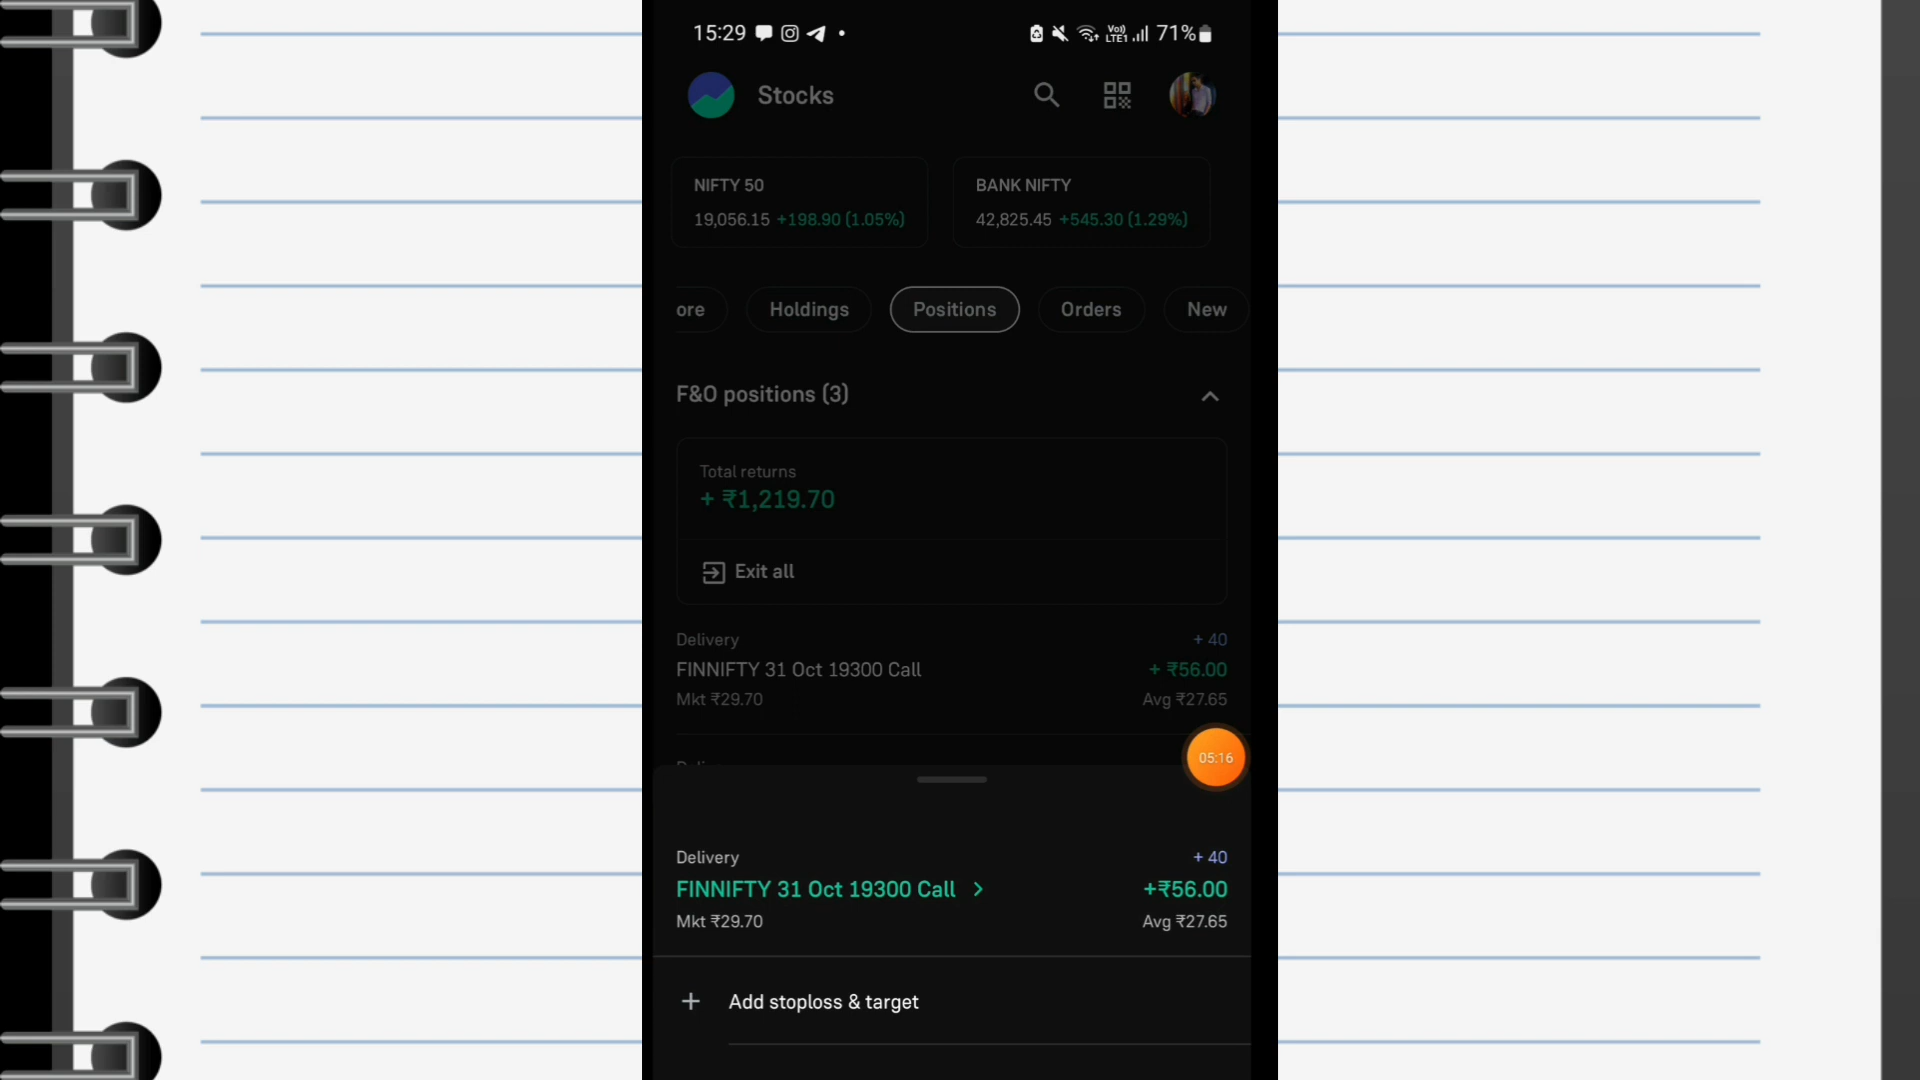 15:29 71%
Stocks
NIFTY 50
19,056.15 +198.90 (1.05%)
BANK NIFTY
42,825.45 +545.30 (1.29%)
ore Holdings Positions Orders New
F&O positions (3)
Total returns
+ ₹1,219.70
Exit all
Delivery + 40
FINNIFTY 31 Oct 19300 Call + ₹56.00
Mkt ₹29.70 Avg ₹27.65
05:16
Delivery + 40
FINNIFTY 31 Oct 19300 Call +₹56.00
Mkt ₹29.70 Avg ₹27.65
+ Add stoploss & target